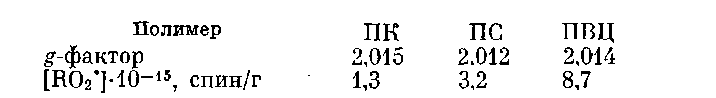 Полимер ПК ПС ПВЦ
g-фактор 2,015 2.012 2,014
[RO₂•]·10⁻¹⁵, спин/г 1,3 3,2 8,7